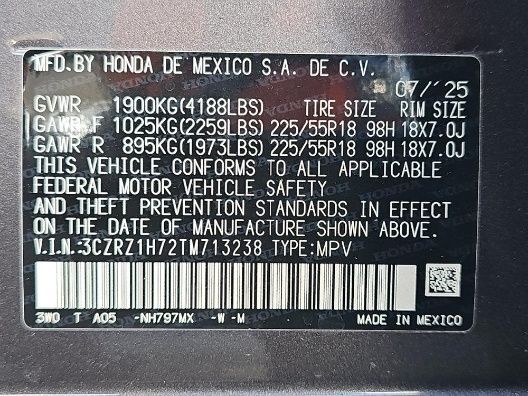 MFD. BY HONDA DE MEXICO S.A. DE C.V.
07/'25
GVWR 1900KG(4188LBS) TIRE SIZE RIM SIZE
GAWR F 1025KG(2259LBS) 225/55R18 98H 18X7.0J
GAWR R 895KG(1973LBS) 225/55R18 98H 18X7.0J
THIS VEHICLE CONFORMS TO ALL APPLICABLE
FEDERAL MOTOR VEHICLE SAFETY
AND THEFT PREVENTION STANDARDS IN EFFECT
ON THE DATE OF MANUFACTURE SHOWN ABOVE.
V.I.N.:3CZRZ1H72TM713238 TYPE:MPV
3W0 T A05 -NH797MX -W -M MADE IN MEXICO